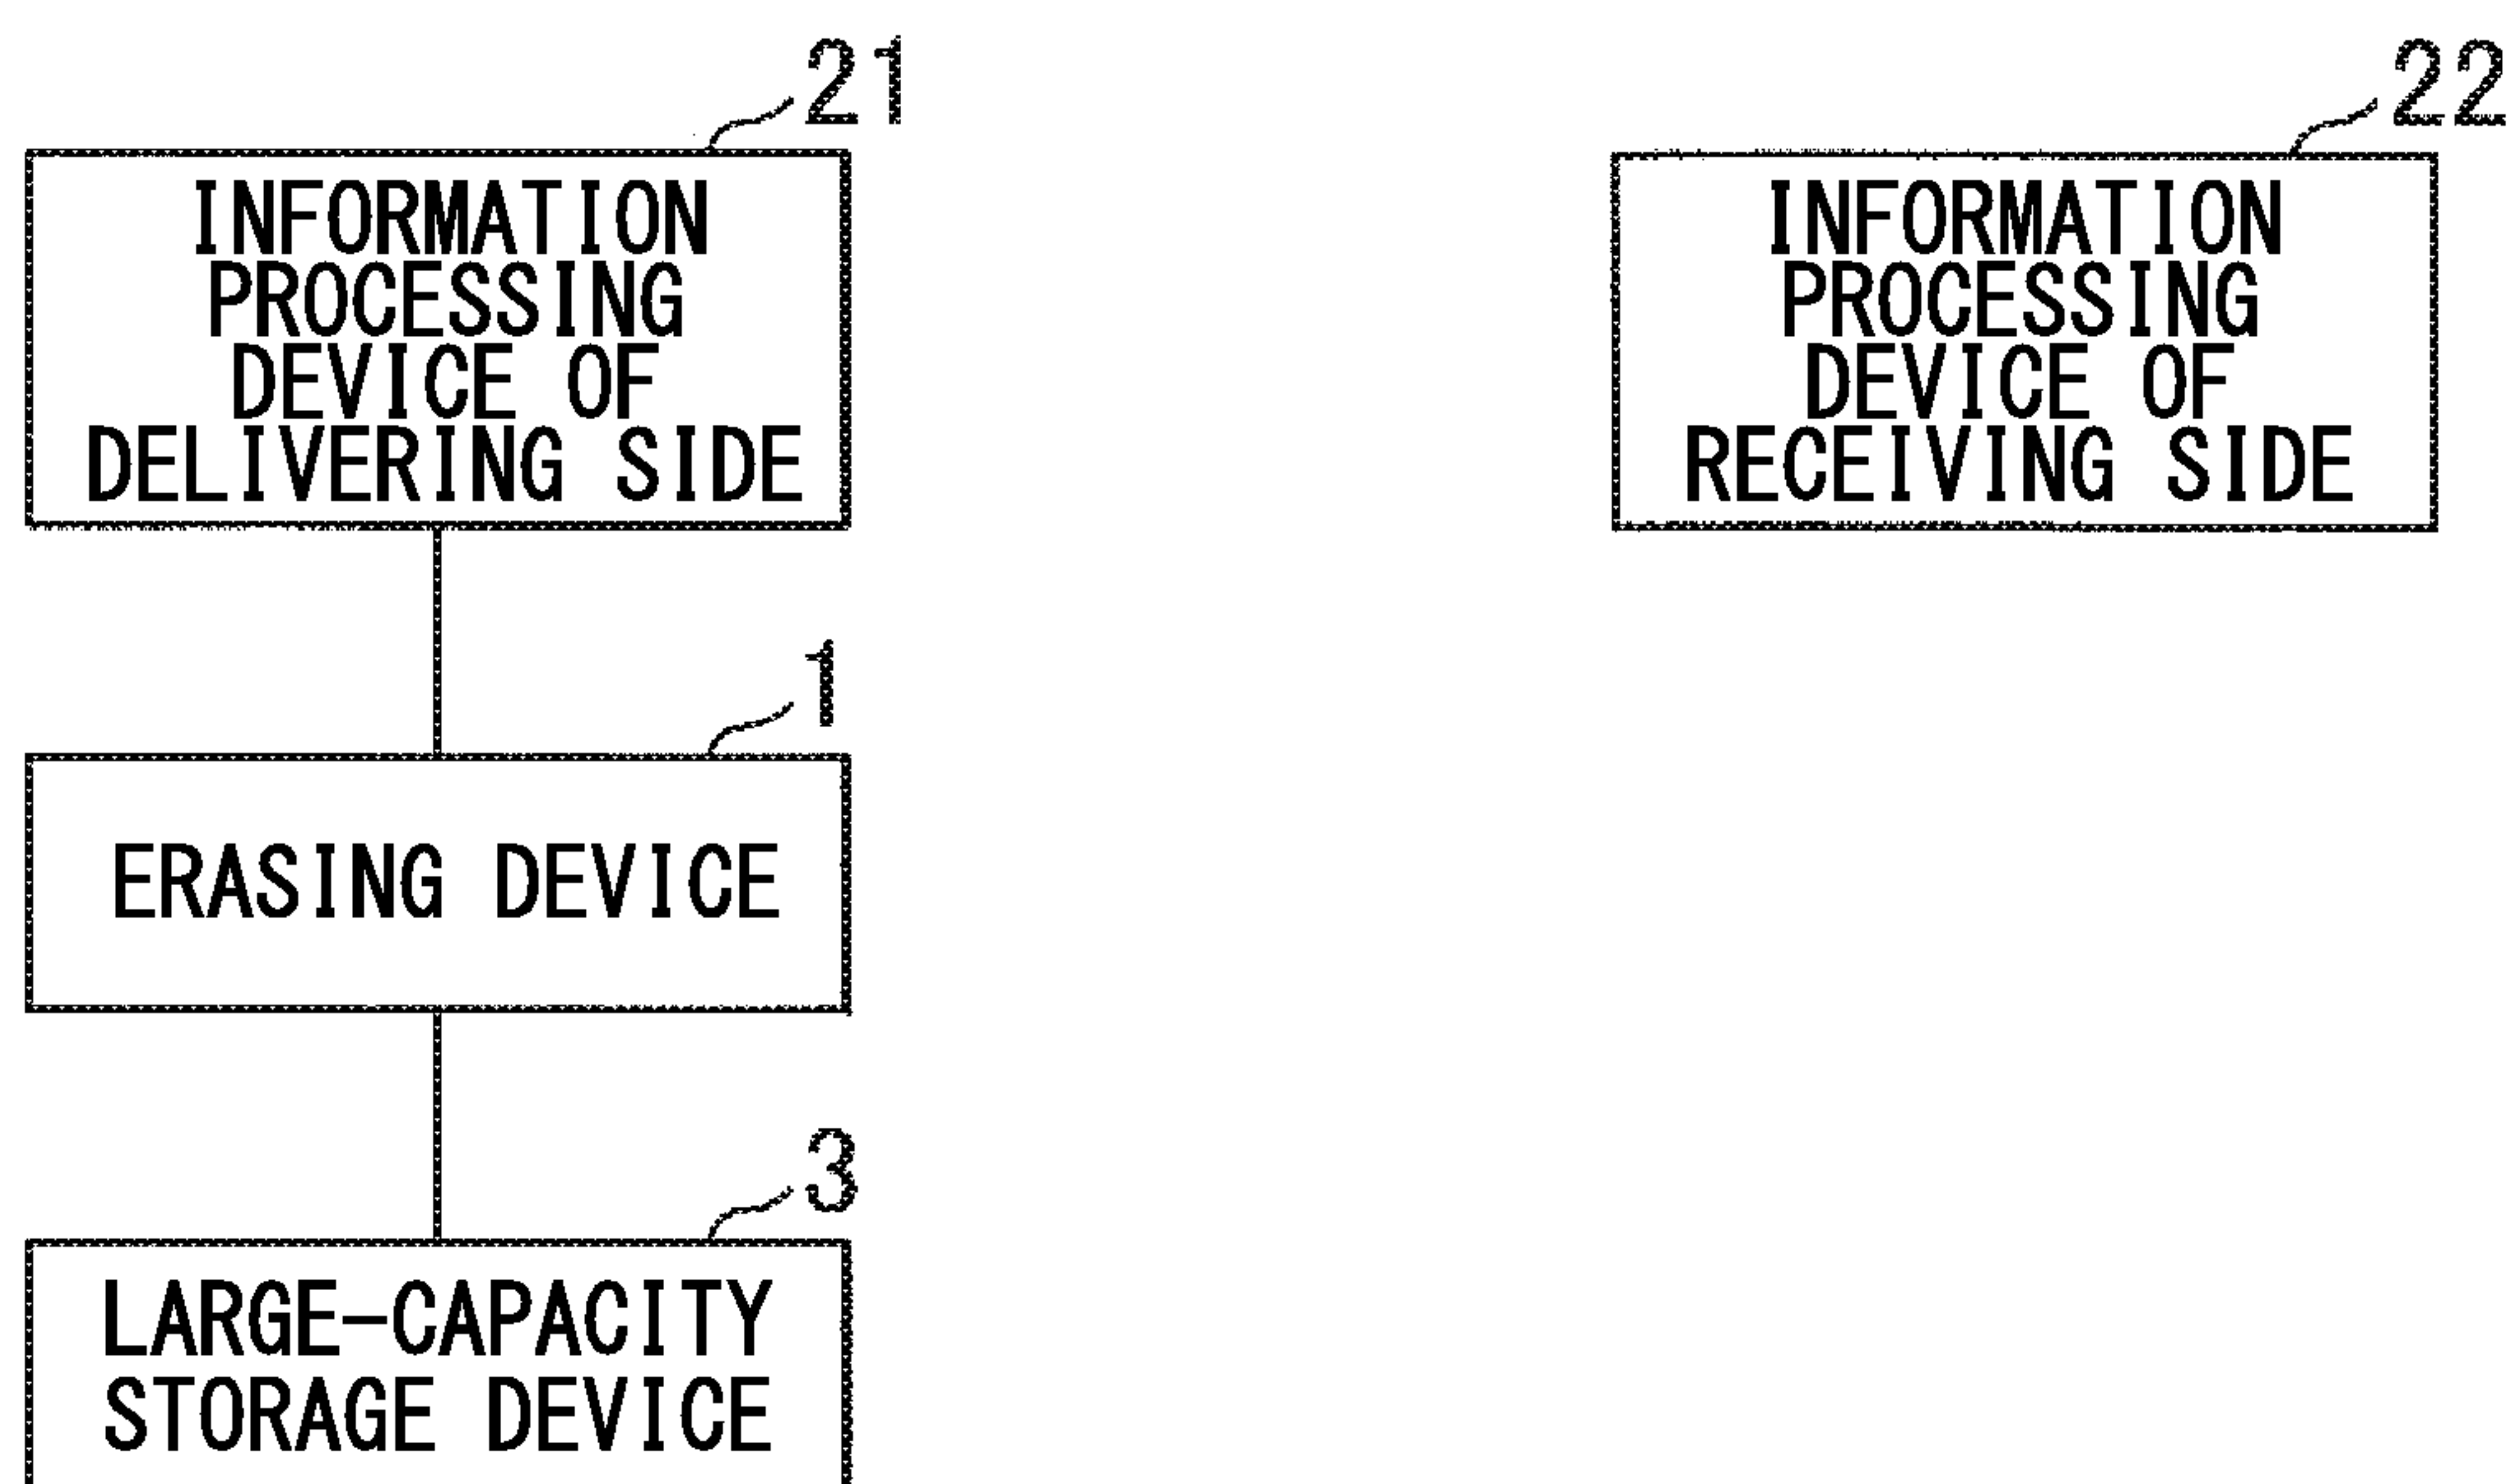 21
INFORMATION
PROCESSING
DEVICE OF
DELIVERING SIDE
22
INFORMATION
PROCESSING
DEVICE OF
RECEIVING SIDE
1
ERASING DEVICE
3
LARGE-CAPACITY
STORAGE DEVICE